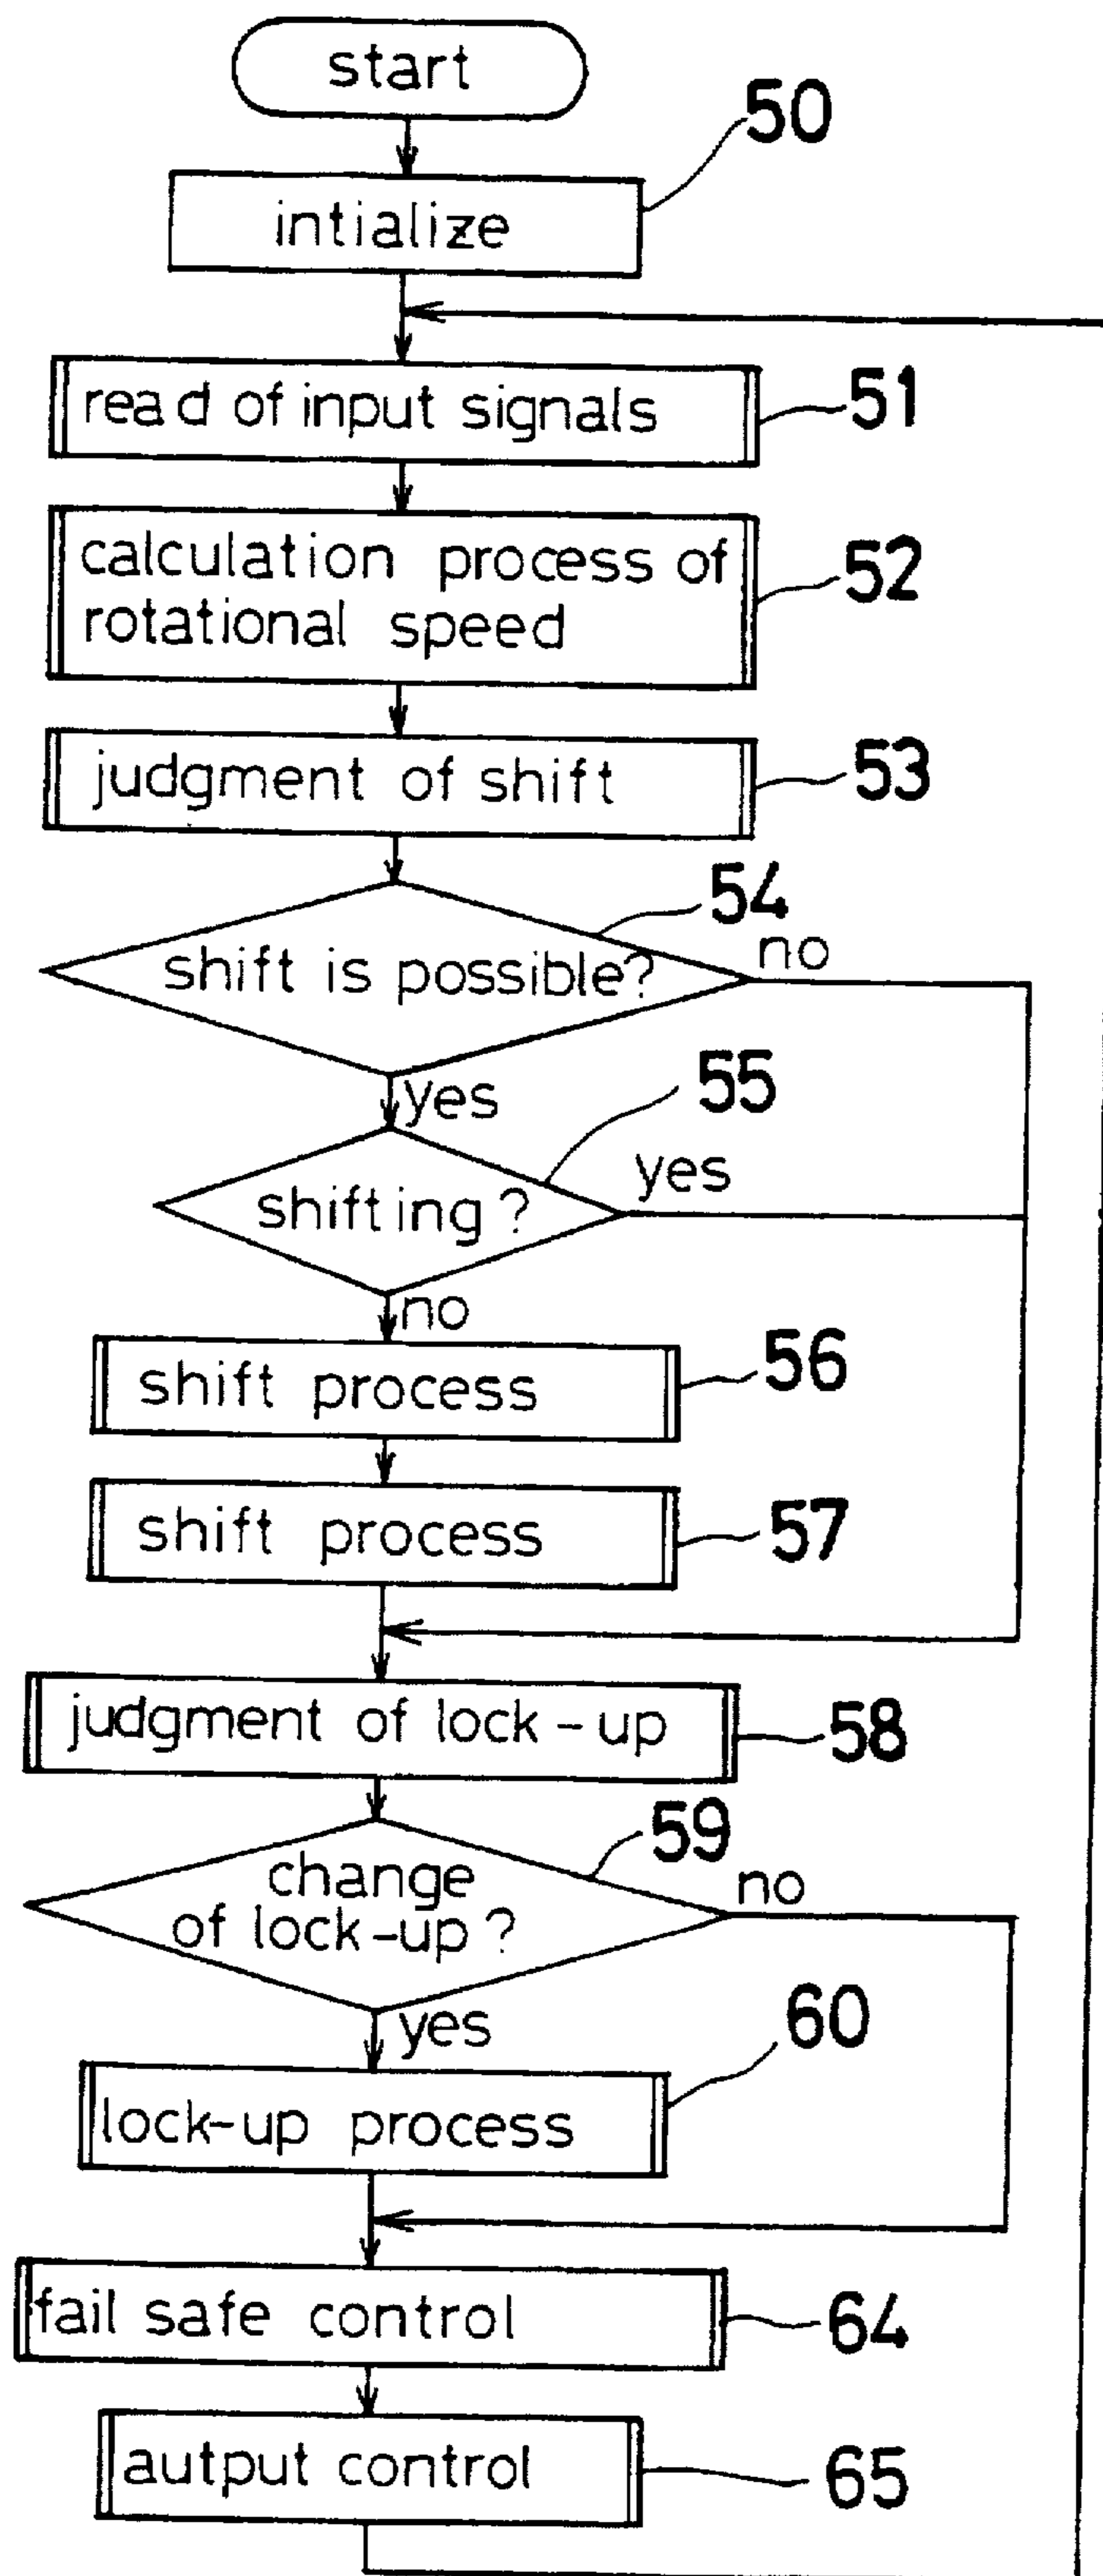 start
50
intialize
read of input signals
51
calculation process of
rotational speed
52
judgment of shift
53
54
shift is possible?
no
yes
55
shifting?
yes
no
shift process
56
shift process
57
judgment of lock-up
58
59
change
of lock-up?
no
yes
60
lock-up process
fail safe control
64
autput control
65